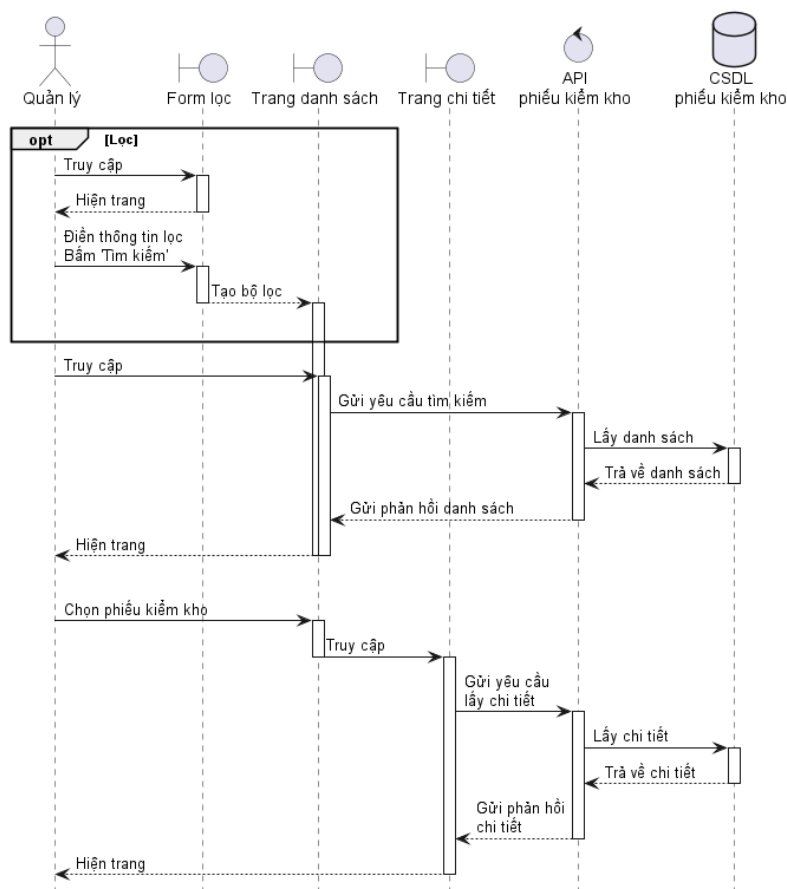 Quản lý
Form lọc
Trang danh sách
Trang chi tiết
API
phiếu kiểm kho
CSDL
phiếu kiểm kho
opt
[Lọc]
Truy cập
Hiện trang
Điền thông tin lọc
Bấm 'Tìm kiếm'
Tạo bộ lọc
Truy cập
Gửi yêu cầu tìm kiếm
Lấy danh sách
Trả về danh sách
Gửi phản hồi danh sách
Hiện trang
Chọn phiếu kiểm kho
Truy cập
Gửi yêu cầu
lấy chi tiết
Lấy chi tiết
Trả về chi tiết
Gửi phản hồi
chi tiết
Hiện trang